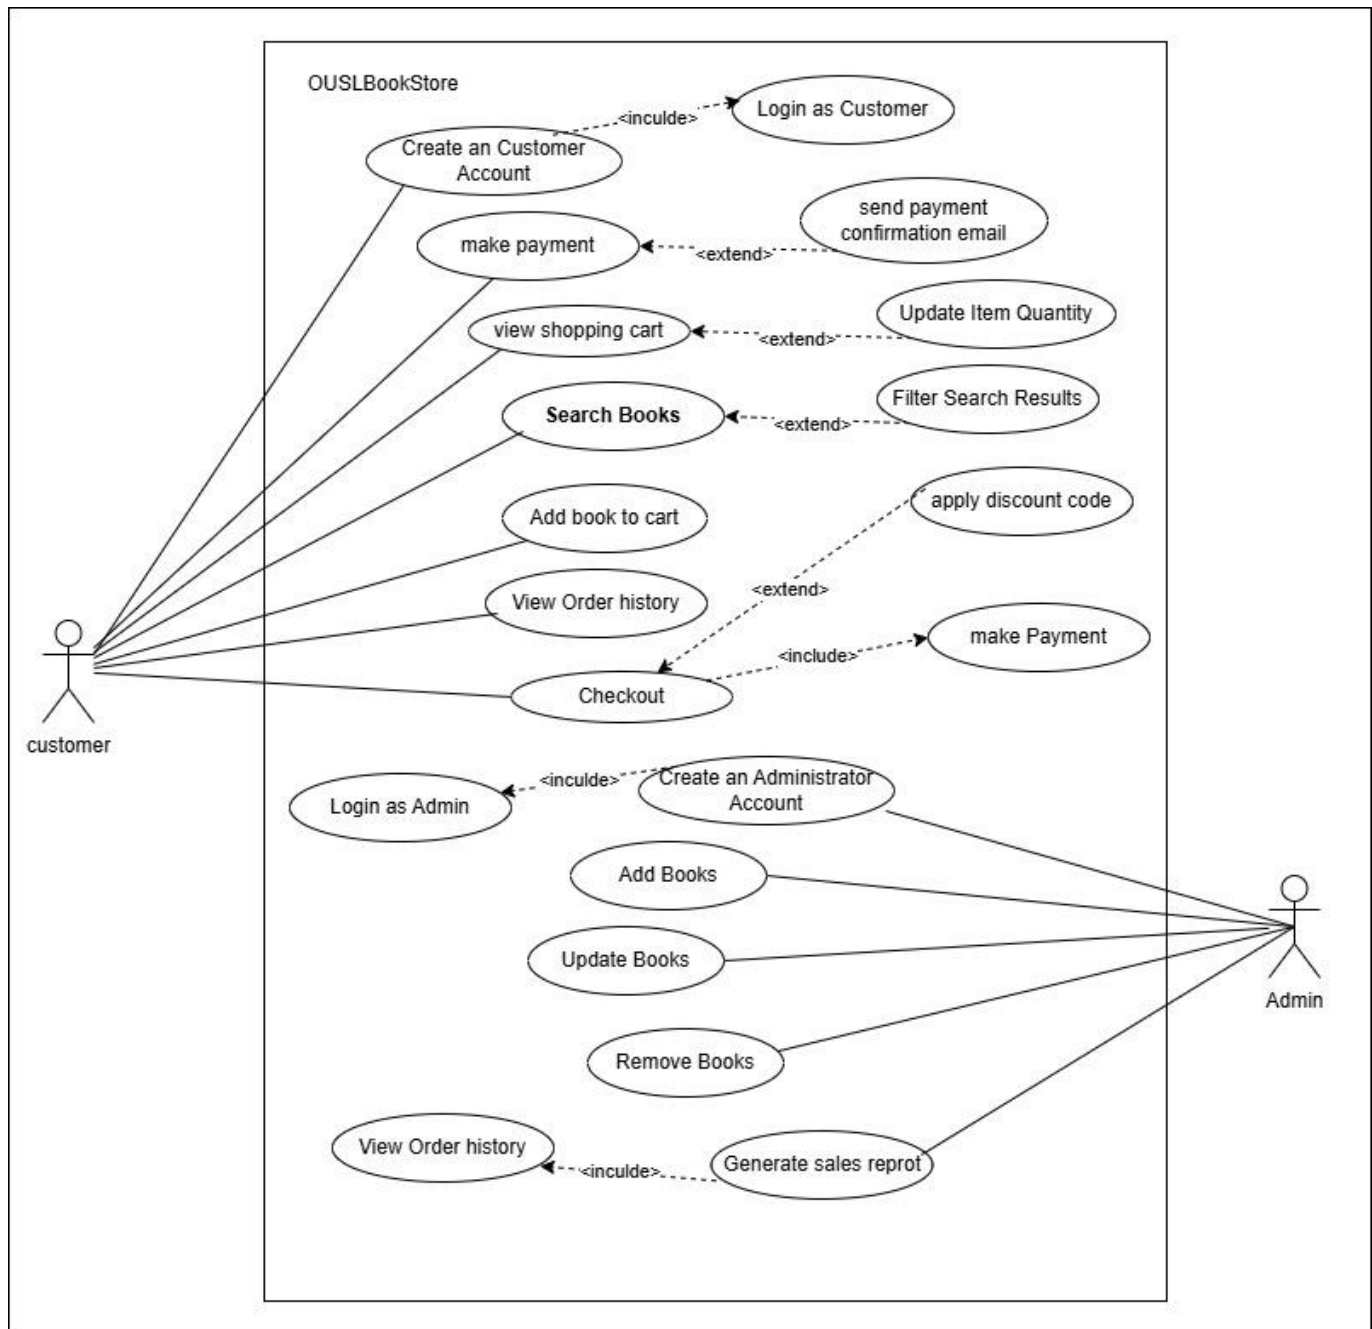 OUSLBookStore
Login as Customer
<inculde>
Create an Customer
Account
send payment
confirmation email
make payment
<extend>
Update Item Quantity
view shopping cart
<extend>
Filter Search Results
Search Books
<extend>
apply discount code
Add book to cart
<extend>
View Order history
make Payment
<include>
Checkout
customer
<inculde>
Create an Administrator
Account
Login as Admin
Add Books
Update Books
Admin
Remove Books
View Order history
<inculde>
Generate sales reprot